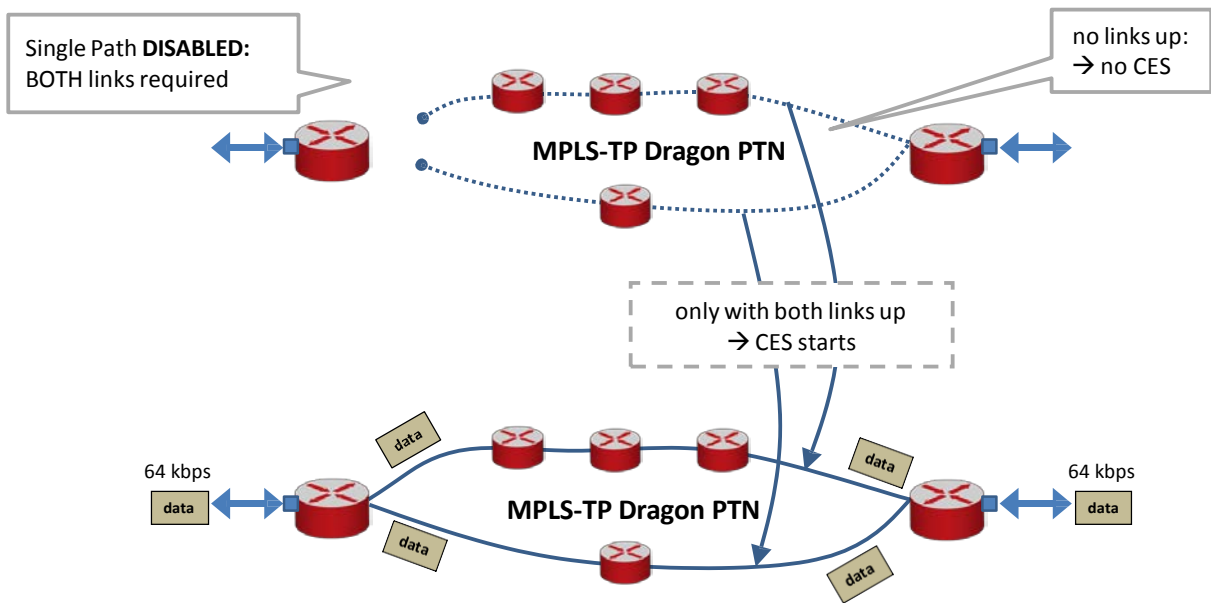 Single Path DISABLED:
BOTH links required
no links up:
→ no CES
MPLS-TP Dragon PTN
only with both links up
→ CES starts
data
data
64 kbps
data
64 kbps
data
MPLS-TP Dragon PTN
data
data